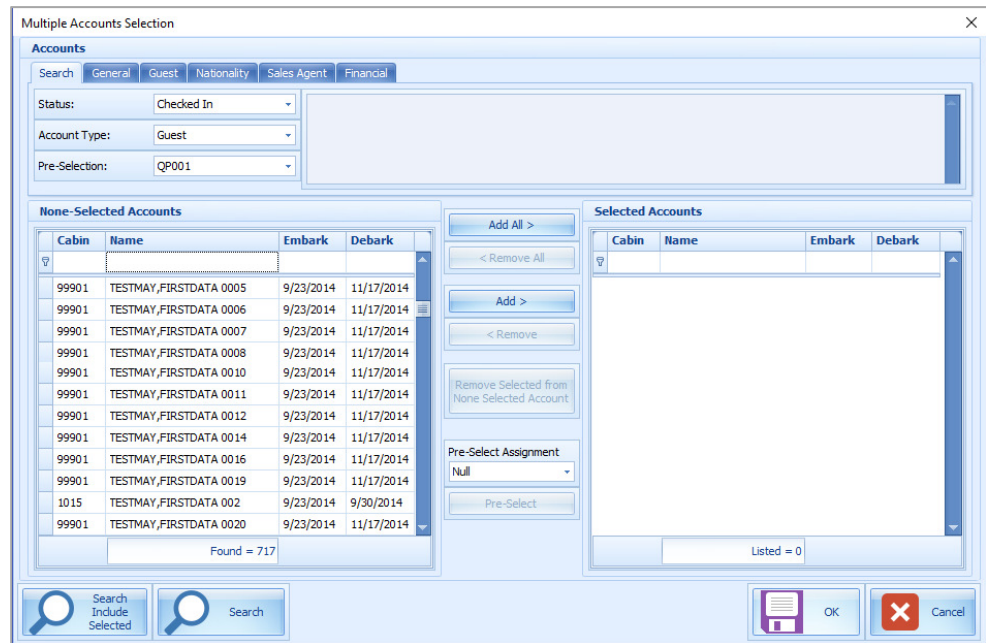 Multiple Accounts Selection
Accounts
Search General Guest Nationality Sales Agent Financial
Status: Checked In
Account Type: Guest
Pre-Selection: QP001
None-Selected Accounts
Cabin Name Embark Debark
99901 TESTMAY,FIRSTDATA 0005 9/23/2014 11/17/2014
99901 TESTMAY,FIRSTDATA 0006 9/23/2014 11/17/2014
99901 TESTMAY,FIRSTDATA 0007 9/23/2014 11/17/2014
99901 TESTMAY,FIRSTDATA 0008 9/23/2014 11/17/2014
99901 TESTMAY,FIRSTDATA 0010 9/23/2014 11/17/2014
99901 TESTMAY,FIRSTDATA 0011 9/23/2014 11/17/2014
99901 TESTMAY,FIRSTDATA 0012 9/23/2014 11/17/2014
99901 TESTMAY,FIRSTDATA 0014 9/23/2014 11/17/2014
99901 TESTMAY,FIRSTDATA 0016 9/23/2014 11/17/2014
99901 TESTMAY,FIRSTDATA 0019 9/23/2014 11/17/2014
1015 TESTMAY,FIRSTDATA 002 9/23/2014 9/30/2014
99901 TESTMAY,FIRSTDATA 0020 9/23/2014 11/17/2014
Found = 717
Add All >
< Remove All
Add >
< Remove
Remove Selected from
None Selected Account
Pre-Select Assignment
Null
Pre-Select
Selected Accounts
Cabin Name Embark Debark
Listed = 0
Search
Include
Selected
Search
OK
Cancel